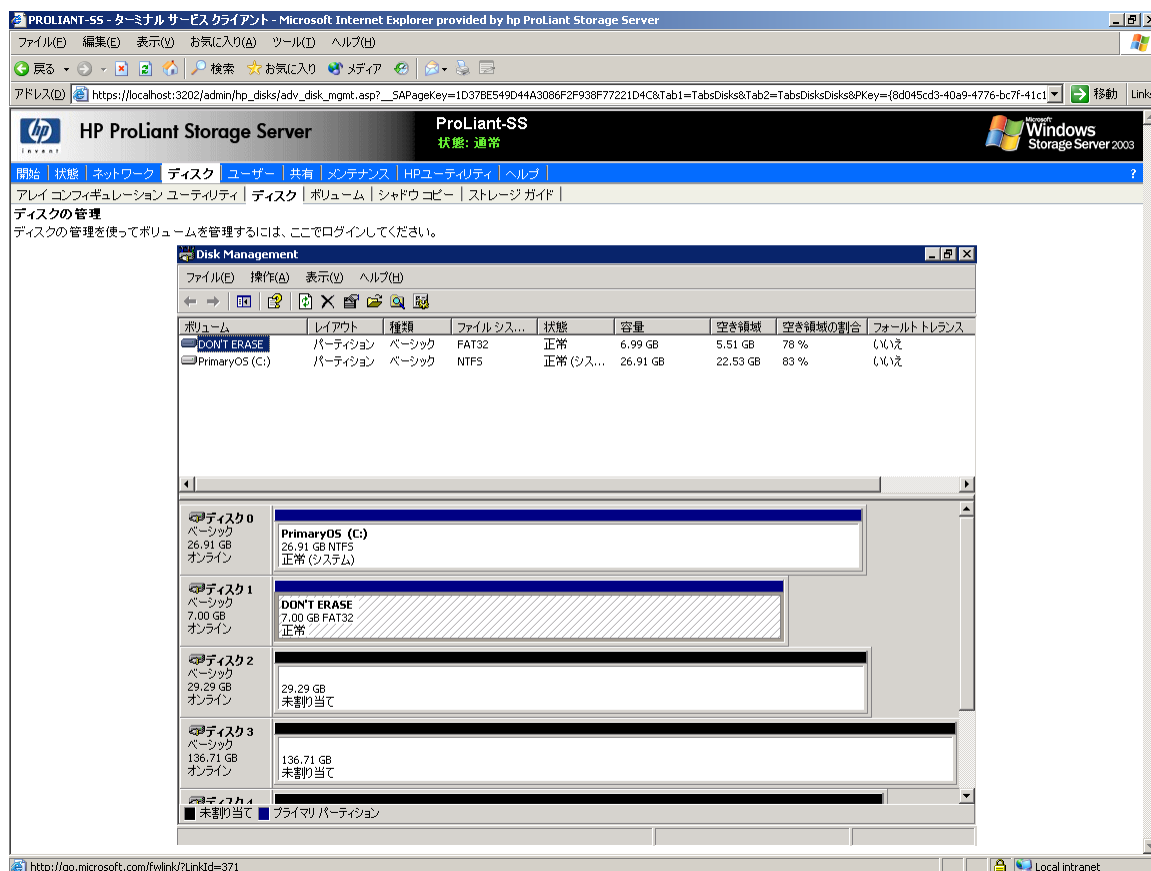 PROLIANT-SS - ターミナル サービス クライアント - Microsoft Internet Explorer provided by hp ProLiant Storage Server
ファイル(F) 編集(E) 表示(V) お気に入り(A) ツール(T) ヘルプ(H)
戻る 検索 お気に入り メディア
アドレス(D) https://localhost:3202/admin/hp_disks/adv_disk_mgmt.asp?__SAPageKey=1D37BE549D44A3086F2F938F77221D4C&Tab1=TabsDisks&Tab2=TabsDisksDisks&PKey={8d045cd3-40a9-4776-bc7f-41c1 移動 Links
hp HP ProLiant Storage Server ProLiant-SS Microsoft Windows
invent 状態: 通常 Storage Server 2003
開始 状態 ネットワーク ディスク ユーザー 共有 メンテナンス HPユーティリティ ヘルプ ?
アレイ コンフィギュレーション ユーティリティ ディスク ボリューム シャドウ コピー ストレージ ガイド
ディスクの管理
ディスクの管理を使ってボリュームを管理するには、ここでログインしてください。
Disk Management
ファイル(F) 操作(A) 表示(V) ヘルプ(H)
ボリューム レイアウト 種類 ファイル シス... 状態 容量 空き領域 空き領域の割合 フォールト トレランス
DON'T ERASE パーティション ベーシック FAT32 正常 6.99 GB 5.51 GB 78 % いいえ
PrimaryOS (C:) パーティション ベーシック NTFS 正常 (シス... 26.91 GB 22.53 GB 83 % いいえ
ディスク 0
ベーシック
26.91 GB
オンライン
PrimaryOS (C:)
26.91 GB NTFS
正常 (システム)
ディスク 1
ベーシック
7.00 GB
オンライン
DON'T ERASE
7.00 GB FAT32
正常
ディスク 2
ベーシック
29.29 GB
オンライン
29.29 GB
未割り当て
ディスク 3
ベーシック
136.71 GB
オンライン
136.71 GB
未割り当て
ディスク 4
未割り当て プライマリ パーティション
http://go.microsoft.com/fwlink/?LinkId=371 Local intranet